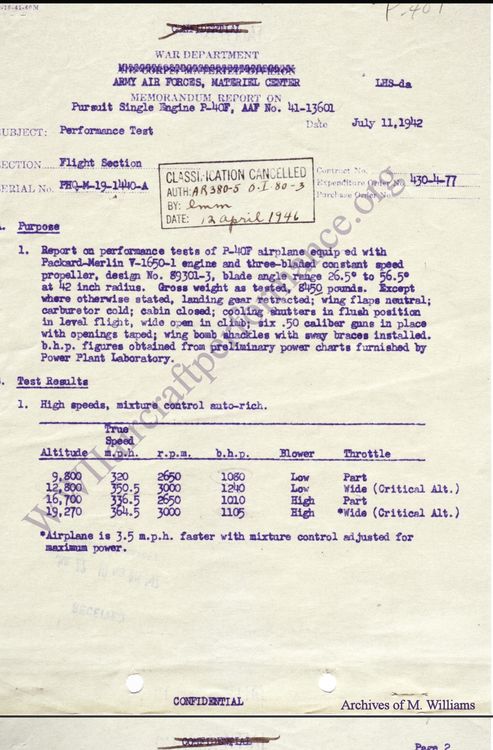 P-401
CONFIDENTIAL
WAR DEPARTMENT
ARMY AIR FORCES, MATERIEL CENTER LHS-da
MEMORANDUM REPORT ON
Pursuit Single Engine P-40F, AAF No. 41-13601
Date July 11, 1942
SUBJECT: Performance Test
SECTION Flight Section
SERIAL No. PHQ-M-19-1440-A
CLASSIFICATION CANCELLED
AUTH: AR 380-5 O.I. 80-3
BY: emm
DATE: 12 april 1946
Contract No.
Expenditure Order No. 430-4-77
Purchase Order No.
. Purpose
1. Report on performance tests of P-40F airplane equip ed with
Packard-Merlin V-1650-1 engine and three-bladed constant speed
propeller, design No. 89301-3, blade angle range 26.5° to 56.5°
at 42 inch radius. Gross weight as tested, 8450 pounds. Except
where otherwise stated, landing gear retracted; wing flaps neutral;
carburetor cold; cabin closed; cooling shutters in flush position
in level flight, wide open in climb; six .50 caliber guns in place
with openings taped; wing bomb shackles with sway braces installed.
b.h.p. figures obtained from preliminary power charts furnished by
Power Plant Laboratory.
. Test Results
1. High speeds, mixture control auto-rich.
True
Speed
Altitude m.p.h. r.p.m. b.h.p. Blower Throttle
9,800 320 2650 1080 Low Part
12,800 350.5 3000 1240 Low Wide (Critical Alt.)
16,700 336.5 2650 1010 High Part
19,270 364.5 3000 1105 High *Wide (Critical Alt.)
*Airplane is 3.5 m.p.h. faster with mixture control adjusted for
maximum power.
RECEIVED
WWIIaircraftperformance.org
CONFIDENTIAL
Archives of M. Williams
CONFIDENTIAL
Page 2